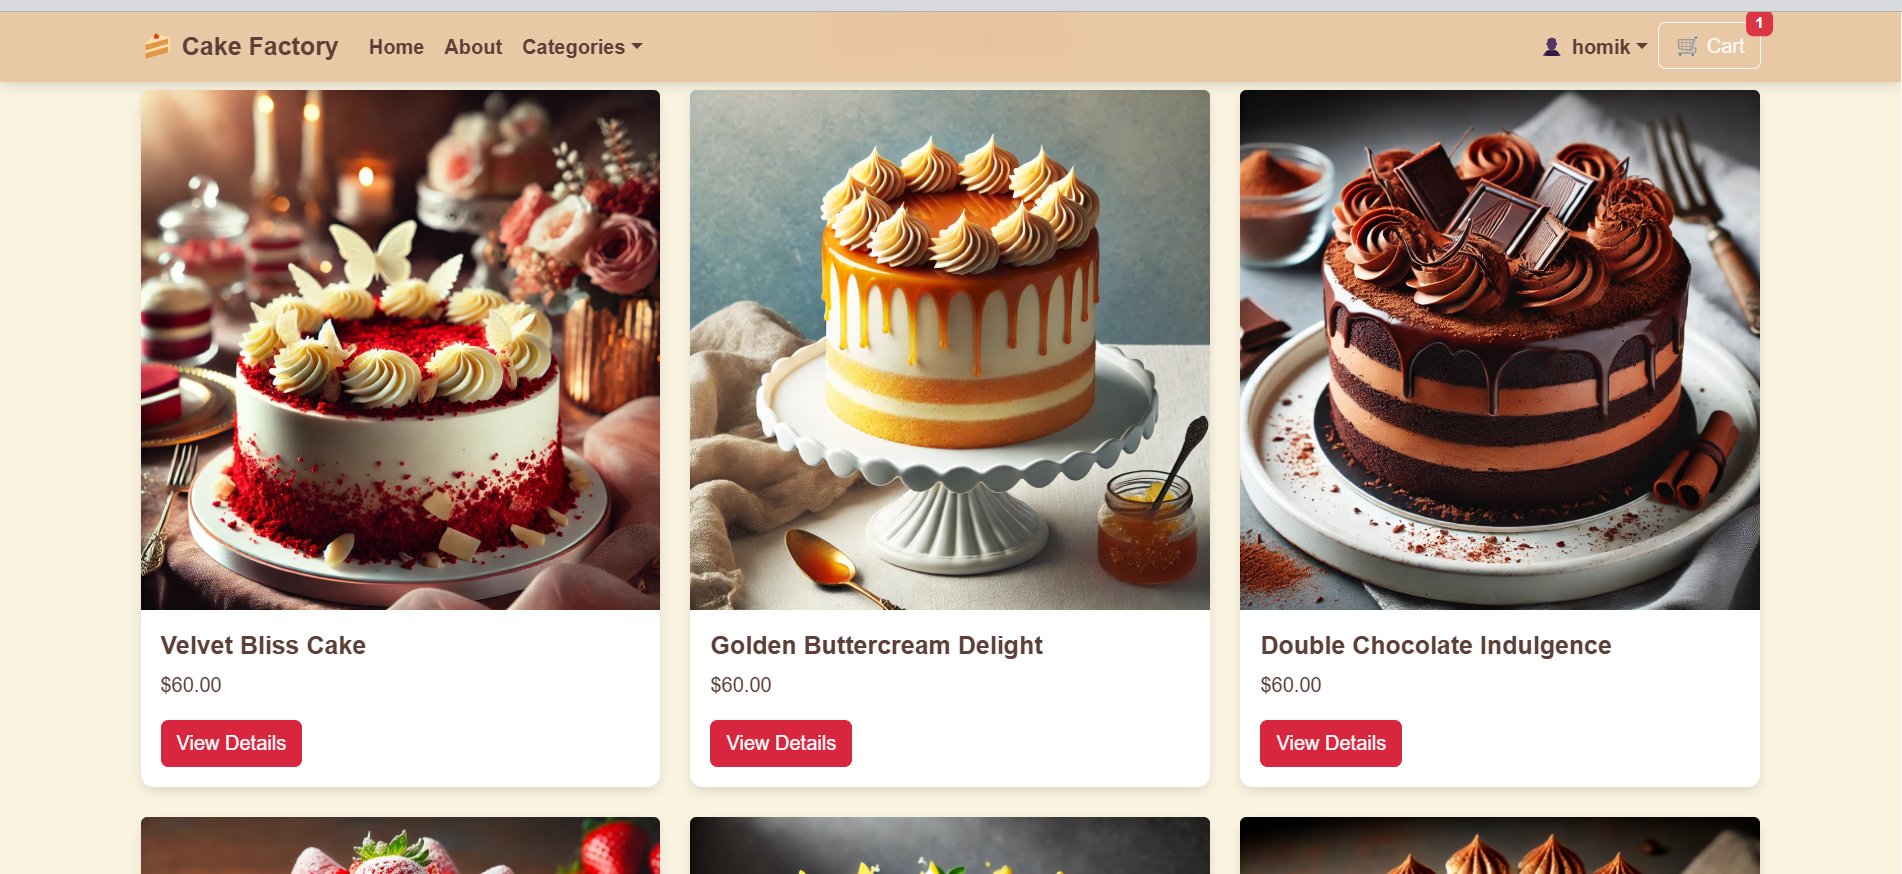 Cake Factory
Home
About
Categories
homik
Cart
1
Velvet Bliss Cake
$60.00
View Details
Golden Buttercream Delight
$60.00
View Details
Double Chocolate Indulgence
$60.00
View Details